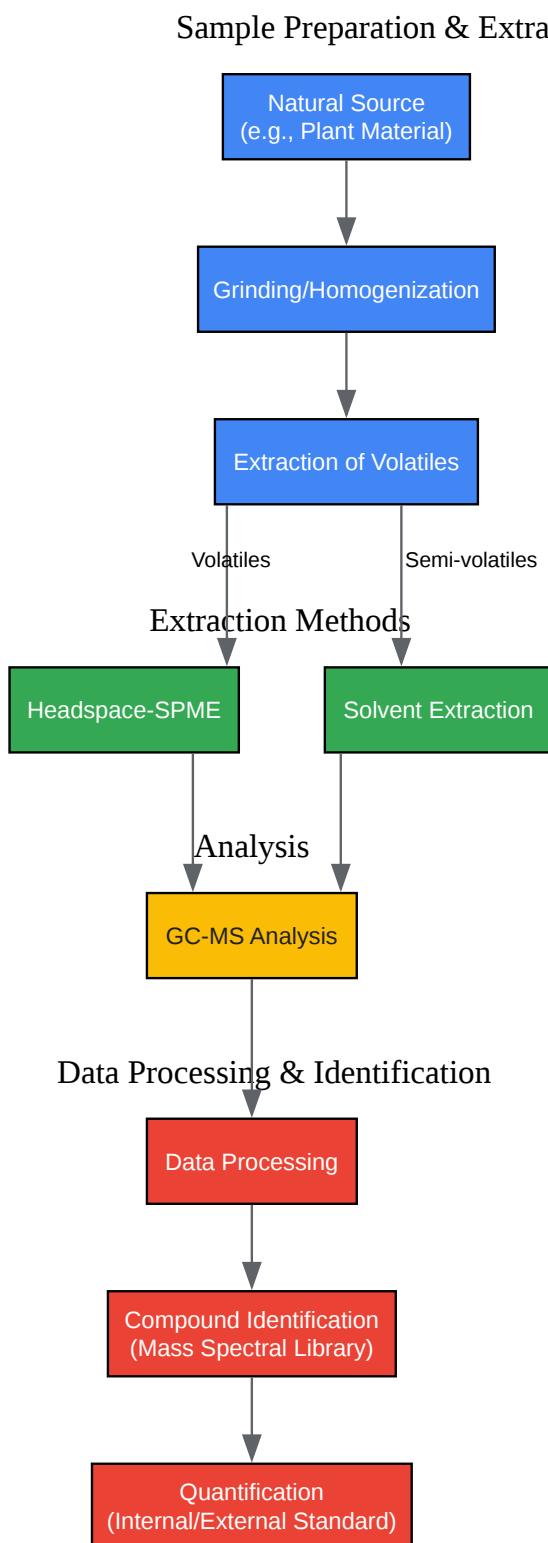 Sample Preparation & Extra
Natural Source
(e.g., Plant Material)
Grinding/Homogenization
Extraction of Volatiles
Volatiles
Semi-volatiles
Extraction Methods
Headspace-SPME
Solvent Extraction
Analysis
GC-MS Analysis
Data Processing & Identification
Data Processing
Compound Identification
(Mass Spectral Library)
Quantification
(Internal/External Standard)